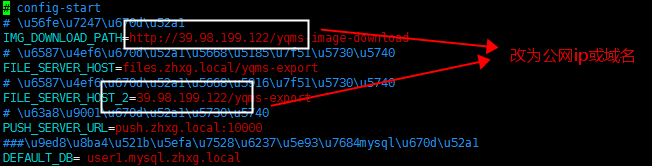 # config-start
# \u56fe\u7247\u670d\u52a1
IMG_DOWNLOAD_PATH=http://39.98.199.122/yqms-image-download
# \u6587\u4ef6\u670d\u52a1\u5668\u5185\u7f51\u5730\u5740
FILE_SERVER_HOST=files.zhxg.local/yqms-export
改为公网ip或域名
# \u6587\u4ef6\u670d\u52a1\u5668\u5916\u7f51\u5730\u5740
FILE_SERVER_HOST_2=39.98.199.122/yqms-export
# \u63a8\u9001\u670d\u52a1\u5730\u5740
PUSH_SERVER_URL=push.zhxg.local:10000
###\u9ed8\u8ba4\u521b\u5efa\u7528\u6237\u5e93\u7684mysql\u670d\u52a1
DEFAULT_DB= user1.mysql.zhxg.local